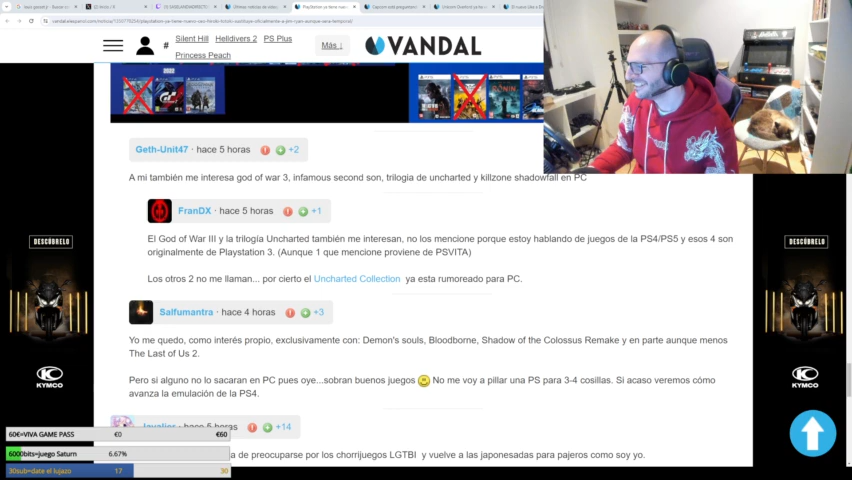 vandal.elespanol.com/noticia/
# Silent Hill Helldivers 2 PS Plus
Princess Peach
Más ↓
VANDAL
Geth-Unit47 · hace 5 horas +2
A mi también me interesa god of war 3, infamous second son, trilogia de uncharted y killzone shadowfall en PC
FranDX · hace 5 horas +1
El God of War III y la trilogía Uncharted también me interesan, no los mencione porque estoy hablando de juegos de la PS4/PS5 y esos 4 son
originalmente de Playstation 3. (Aunque 1 que mencione proviene de PSVITA)
Los otros 2 no me llaman... por cierto el Uncharted Collection ya esta rumoreado para PC.
DESCÚBRELO
DESCÚBRELO
Salfumantra · hace 4 horas +3
Yo me quedo, como interés propio, exclusivamente con: Demon's souls, Bloodborne, Shadow of the Colossus Remake y en parte aunque menos
The Last of Us 2.
Pero si alguno no lo sacaran en PC pues oye...sobran buenos juegos No me voy a pillar una PS para 3-4 cosillas. Si acaso veremos cómo
avanza la emulación de la PS4.
KYMCO
KYMCO
Javalier · hace 5 horas +14
60€=VIVA GAME PASS €0 €60
6000bits=juego Saturn 6.67%
a de preocuparse por los chorrijuegos LGTBI y vuelve a las japonesadas para pajeros como soy yo.
30sub=date el lujazo 17 30